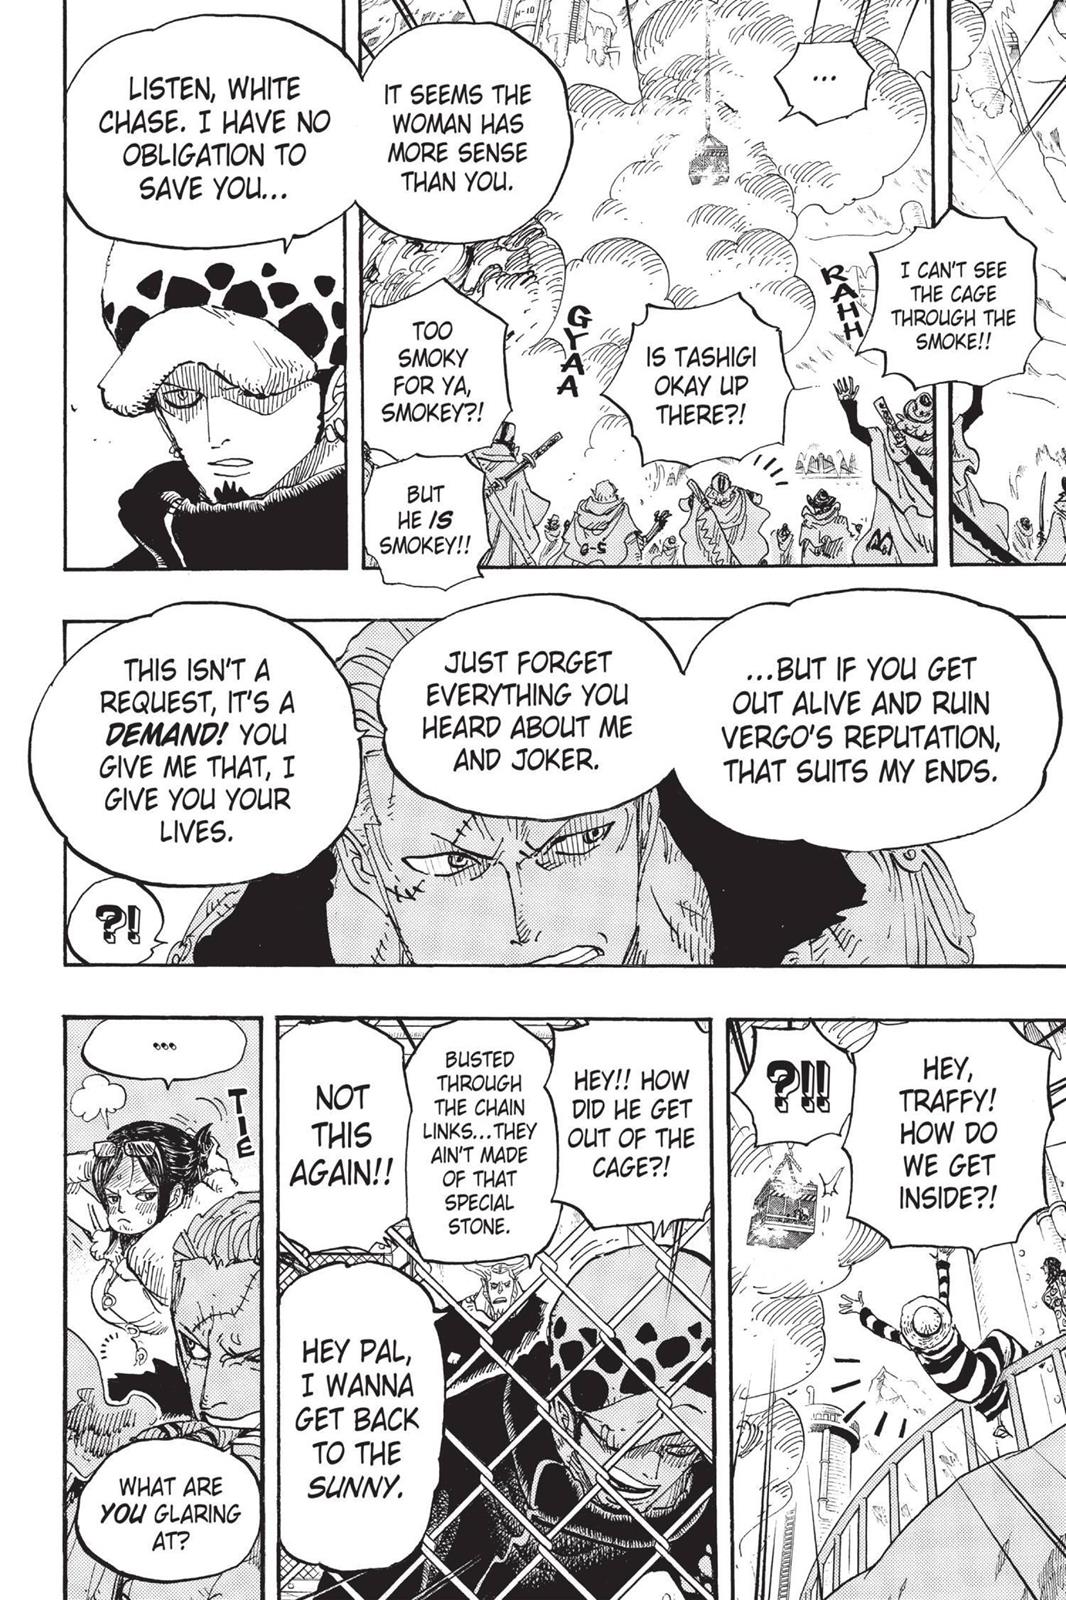 ...
I CAN'T SEE
THE CAGE
THROUGH THE
SMOKE!!
RAHH
IS TASHIGI
OKAY UP
THERE?!
GYAA
IT SEEMS THE
WOMAN HAS
MORE SENSE
THAN YOU.
TOO
SMOKY
FOR YA,
SMOKEY?!
BUT
HE IS
SMOKEY!!
LISTEN, WHITE
CHASE. I HAVE NO
OBLIGATION TO
SAVE YOU...
...BUT IF YOU GET
OUT ALIVE AND RUIN
VERGO'S REPUTATION,
THAT SUITS MY ENDS.
JUST FORGET
EVERYTHING YOU
HEARD ABOUT ME
AND JOKER.
THIS ISN'T A
REQUEST, IT'S A
DEMAND! YOU
GIVE ME THAT, I
GIVE YOU YOUR
LIVES.
?!
HEY,
TRAFFY!
HOW DO
WE GET
INSIDE?!
?!!
HEY!! HOW
DID HE GET
OUT OF THE
CAGE?!
BUSTED
THROUGH
THE CHAIN
LINKS...THEY
AIN'T MADE
OF THAT
SPECIAL
STONE.
NOT
THIS
AGAIN!!
HEY PAL,
I WANNA
GET BACK
TO THE
SUNNY.
...
TIE
WHAT ARE
YOU GLARING
AT?